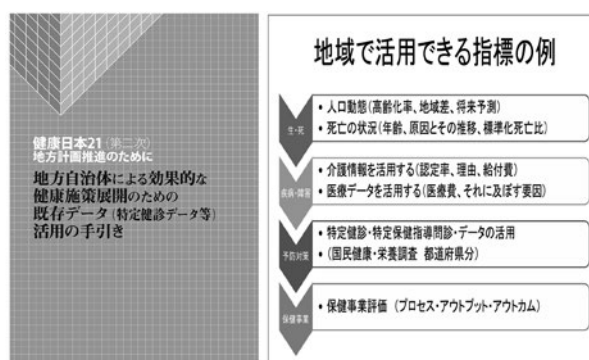 健康日本21(第二次)
地方計画推進のために
地方自治体による効果的な
健康施策展開のための
既存データ(特定健診データ等)
活用の手引き
地域で活用できる指標の例
生・死
• 人口動態(高齢化率、地域差、将来予測)
• 死亡の状況(年齢、原因とその推移、標準化死亡比)
疾病・障害
• 介護情報を活用する(認定率、理由、給付費)
• 医療データを活用する(医療費、それに及ぼす要因)
予防対策
• 特定健診・特定保健指導問診・データの活用
• (国民健康・栄養調査 都道府県分)
保健事業
• 保健事業評価 (プロセス・アウトプット・アウトカム)